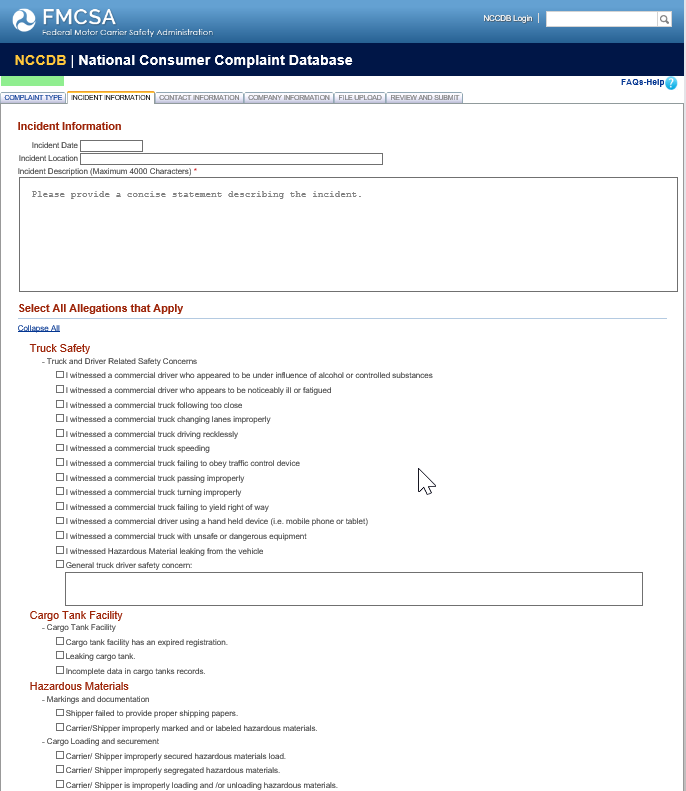 FMCSA
Federal Motor Carrier Safety Administration
NCCDB Login |
NCCDB | National Consumer Complaint Database
FAQs-Help ?
COMPLAINT TYPE INCIDENT INFORMATION CONTACT INFORMATION COMPANY INFORMATION FILE UPLOAD REVIEW AND SUBMIT
Incident Information
Incident Date
Incident Location
Incident Description (Maximum 4000 Characters) *
Please provide a concise statement describing the incident.
Select All Allegations that Apply
Collapse All
Truck Safety
- Truck and Driver Related Safety Concerns
I witnessed a commercial driver who appeared to be under influence of alcohol or controlled substances
I witnessed a commercial driver who appears to be noticeably ill or fatigued
I witnessed a commercial truck following too close
I witnessed a commercial truck changing lanes improperly
I witnessed a commercial truck driving recklessly
I witnessed a commercial truck speeding
I witnessed a commercial truck failing to obey traffic control device
I witnessed a commercial truck passing improperly
I witnessed a commercial truck turning improperly
I witnessed a commercial truck failing to yield right of way
I witnessed a commercial driver using a hand held device (i.e. mobile phone or tablet)
I witnessed a commercial truck with unsafe or dangerous equipment
I witnessed Hazardous Material leaking from the vehicle
General truck driver safety concern:
Cargo Tank Facility
- Cargo Tank Facility
Cargo tank facility has an expired registration.
Leaking cargo tank.
Incomplete data in cargo tanks records.
Hazardous Materials
- Markings and documentation
Shipper failed to provide proper shipping papers.
Carrier/Shipper improperly marked and or labeled hazardous materials.
- Cargo Loading and securement
Carrier/ Shipper improperly secured hazardous materials load.
Carrier/ Shipper improperly segregated hazardous materials.
Carrier/ Shipper is improperly loading and /or unloading hazardous materials.